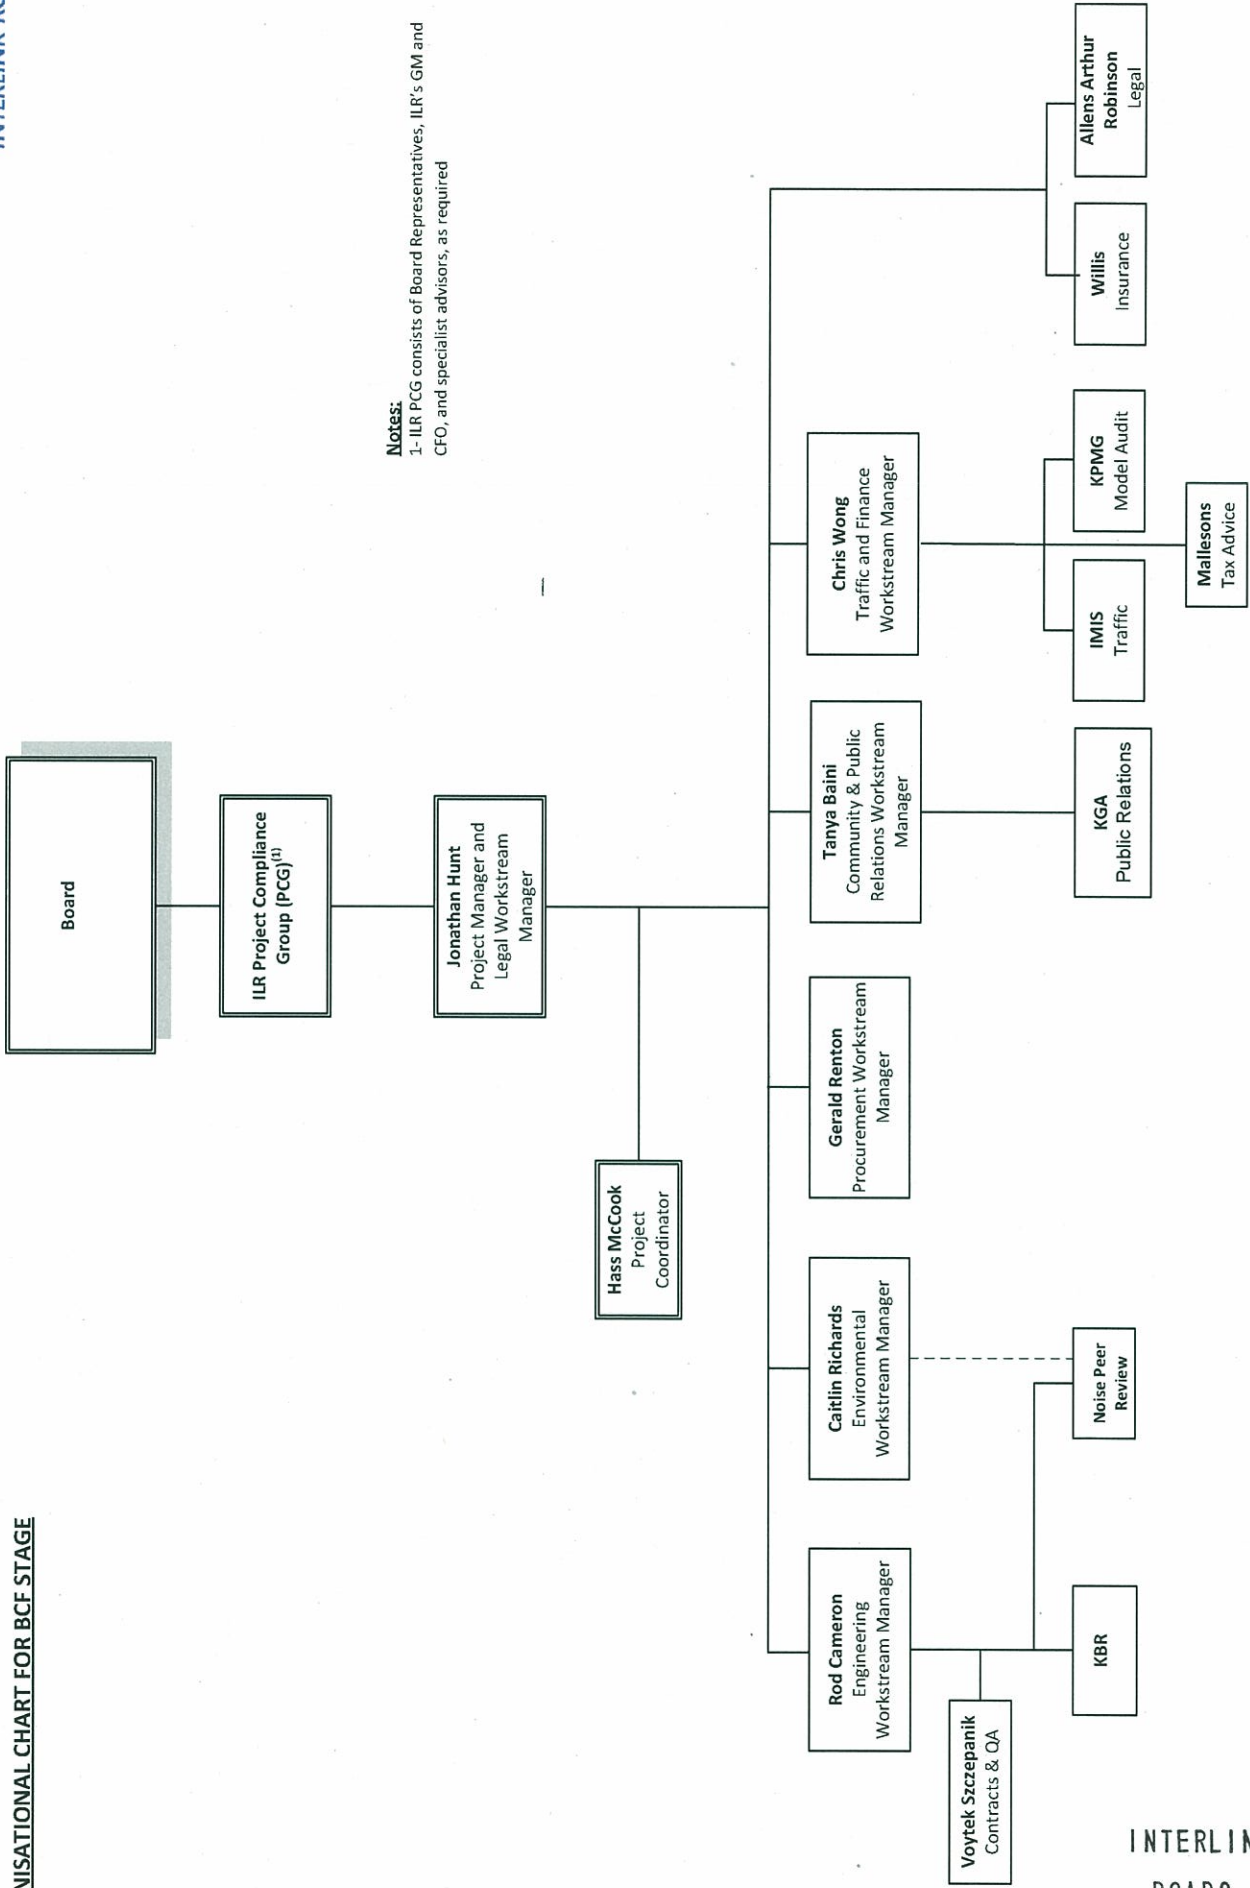 NISATIONAL CHART FOR BCF STAGE
Board
ILR Project Compliance
Group (PCG)(1)
Notes:
1- ILR PCG consists of Board Representatives, ILR's GM and
CFO, and specialist advisors, as required
Jonathan Hunt
Project Manager and
Legal Workstream
Manager
Hass McCook
Project
Coordinator
Rod Cameron
Engineering
Workstream Manager
Caitlin Richards
Environmental
Workstream Manager
Gerald Renton
Procurement Workstream
Manager
Tanya Baini
Community & Public
Relations Workstream
Manager
Chris Wong
Traffic and Finance
Workstream Manager
Voytek Szczepanik
Contracts & QA
KBR
Noise Peer
Review
KGA
Public Relations
IMIS
Traffic
KPMG
Model Audit
Willis
Insurance
Allens Arthur
Robinson
Legal
Mallesons
Tax Advice
INTERLIN